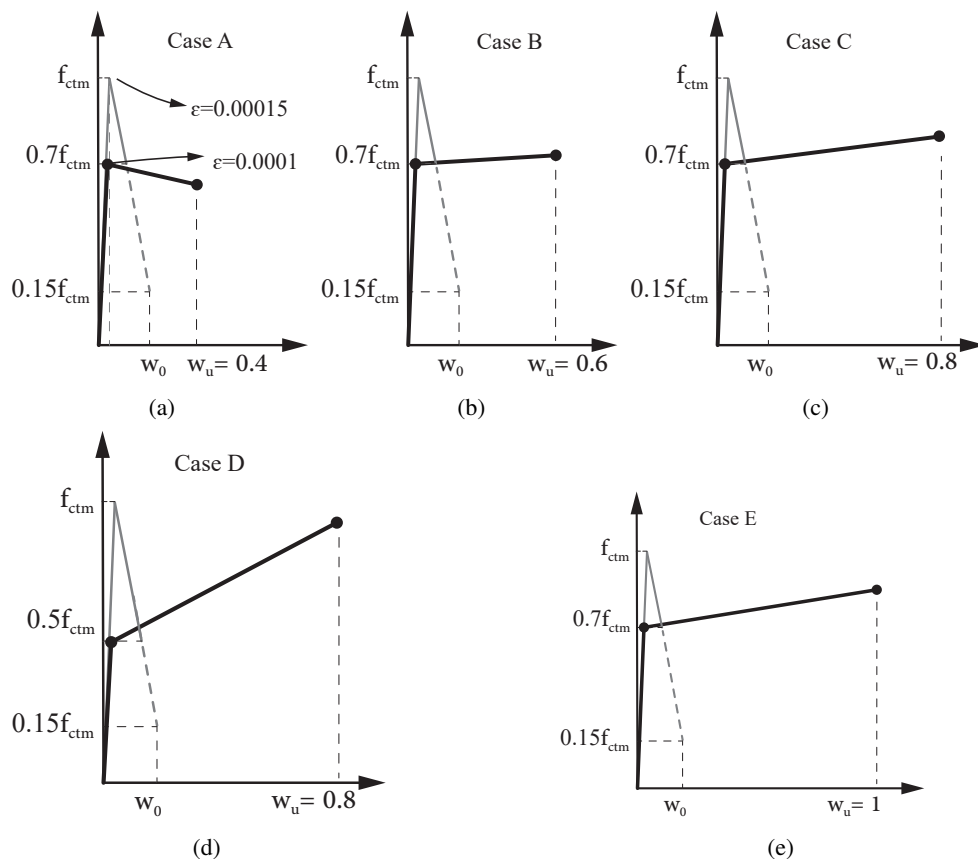 Case A
f_ctm
ε=0.00015
0.7f_ctm
ε=0.0001
0.15f_ctm
w_0
w_u= 0.4
(a)
Case B
f_ctm
0.7f_ctm
0.15f_ctm
w_0
w_u= 0.6
(b)
Case C
f_ctm
0.7f_ctm
0.15f_ctm
w_0
w_u= 0.8
(c)
Case D
f_ctm
0.5f_ctm
0.15f_ctm
w_0
w_u= 0.8
(d)
Case E
f_ctm
0.7f_ctm
0.15f_ctm
w_0
w_u= 1
(e)